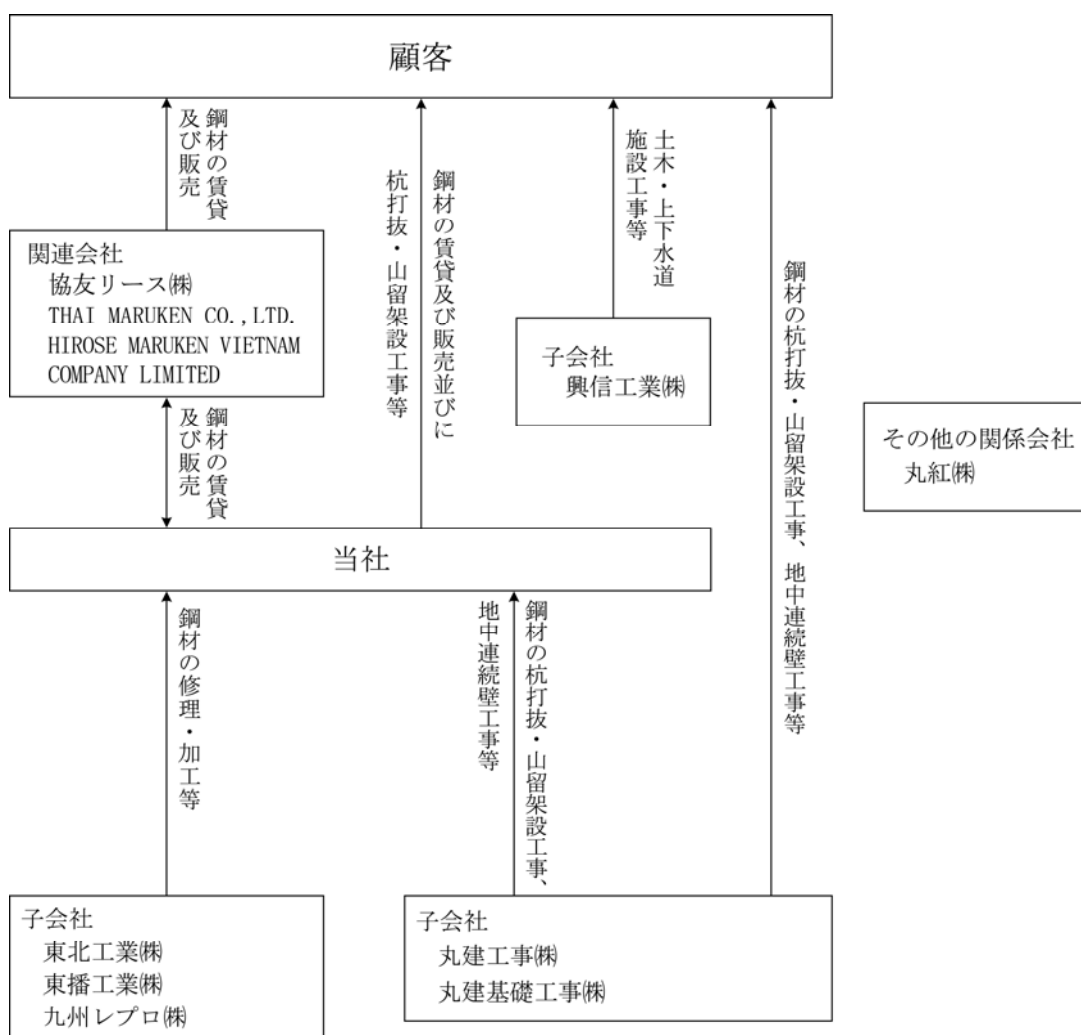 顧客
鋼材の賃貸
及び販売
鋼材の賃貸及び販売並びに
杭打抜・山留架設工事等
土木・上下水道
施設工事等
鋼材の杭打抜・山留架設工事、地中連続壁工事等
関連会社
協友リース㈱
THAI MARUKEN CO.,LTD.
HIROSE MARUKEN VIETNAM
COMPANY LIMITED
子会社
興信工業㈱
その他の関係会社
丸紅㈱
鋼材の賃貸
及び販売
当社
鋼材の修理・加工等
鋼材の杭打抜・山留架設工事、
地中連続壁工事等
子会社
東北工業㈱
東播工業㈱
九州レプロ㈱
子会社
丸建工事㈱
丸建基礎工事㈱